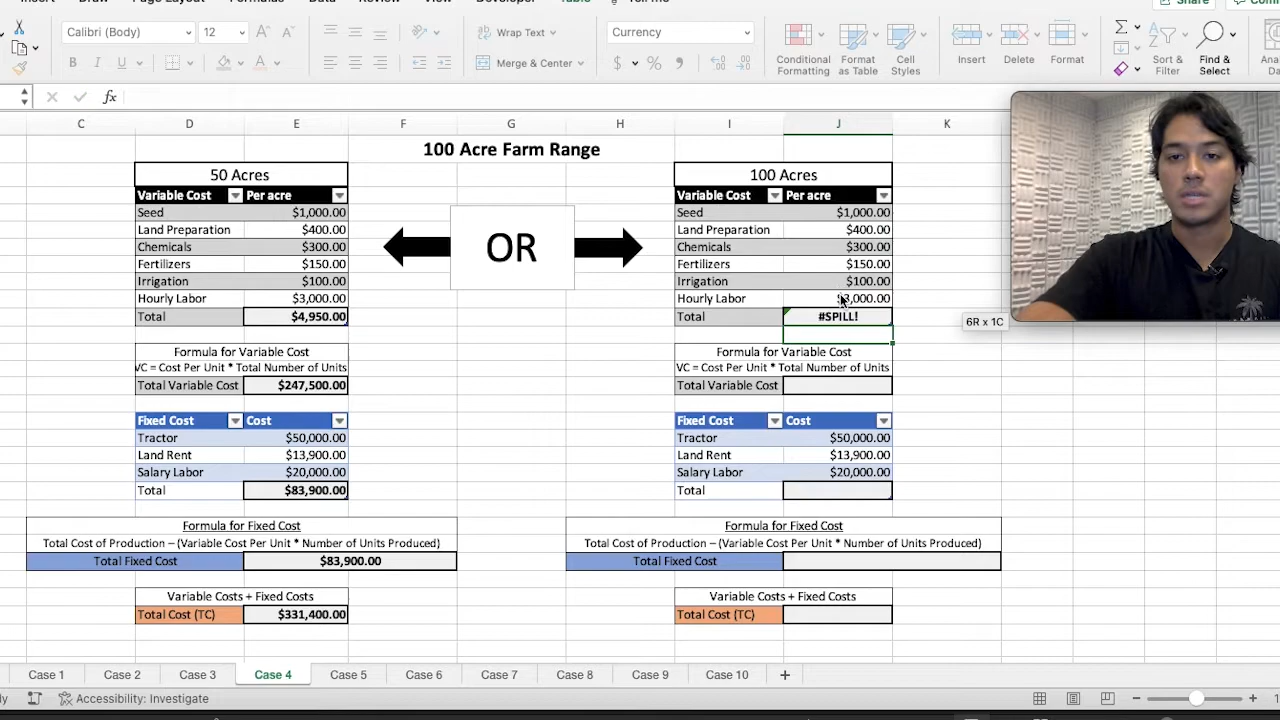 Calibri (Body) 12 Wrap Text Currency
Merge & Center Conditional Formatting Format as Table Cell Styles Insert Delete Format Sort & Filter Find & Select
fx
C D E F G H I J K
100 Acre Farm Range
50 Acres 100 Acres
Variable Cost Per acre Variable Cost Per acre
Seed $1,000.00 Seed $1,000.00
Land Preparation $400.00 OR Land Preparation $400.00
Chemicals $300.00 Chemicals $300.00
Fertilizers $150.00 Fertilizers $150.00
Irrigation $100.00 Irrigation $100.00
Hourly Labor $3,000.00 Hourly Labor $3,000.00
Total $4,950.00 Total #SPILL! 6R x 1C
Formula for Variable Cost Formula for Variable Cost
VC = Cost Per Unit * Total Number of Units VC = Cost Per Unit * Total Number of Units
Total Variable Cost $247,500.00 Total Variable Cost
Fixed Cost Cost Fixed Cost Cost
Tractor $50,000.00 Tractor $50,000.00
Land Rent $13,900.00 Land Rent $13,900.00
Salary Labor $20,000.00 Salary Labor $20,000.00
Total $83,900.00 Total
Formula for Fixed Cost Formula for Fixed Cost
Total Cost of Production – (Variable Cost Per Unit * Number of Units Produced) Total Cost of Production – (Variable Cost Per Unit * Number of Units Produced)
Total Fixed Cost $83,900.00 Total Fixed Cost
Variable Costs + Fixed Costs Variable Costs + Fixed Costs
Total Cost (TC) $331,400.00 Total Cost (TC)
Case 1 Case 2 Case 3 Case 4 Case 5 Case 6 Case 7 Case 8 Case 9 Case 10 +
Accessibility: Investigate